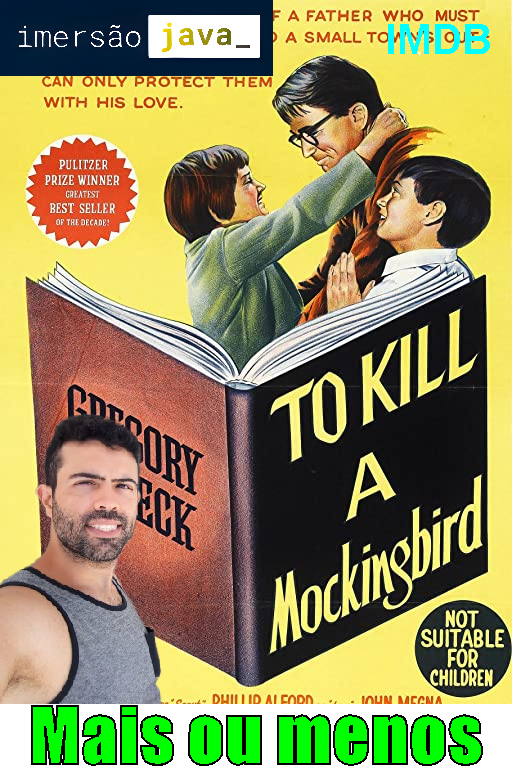 imersão java_
F A FATHER WHO MUST
D A SMALL TOWN'S OUT-
IMDB
CAN ONLY PROTECT THEM
WITH HIS LOVE.
PULITZER
PRIZE WINNER
GREATEST
BEST SELLER
OF THE DECADE!
GREGORY
PECK
TO KILL
A
Mockingbird
NOT
SUITABLE
FOR
CHILDREN
PHILLIP ALFORD JOHN MEGNA
Mais ou menos